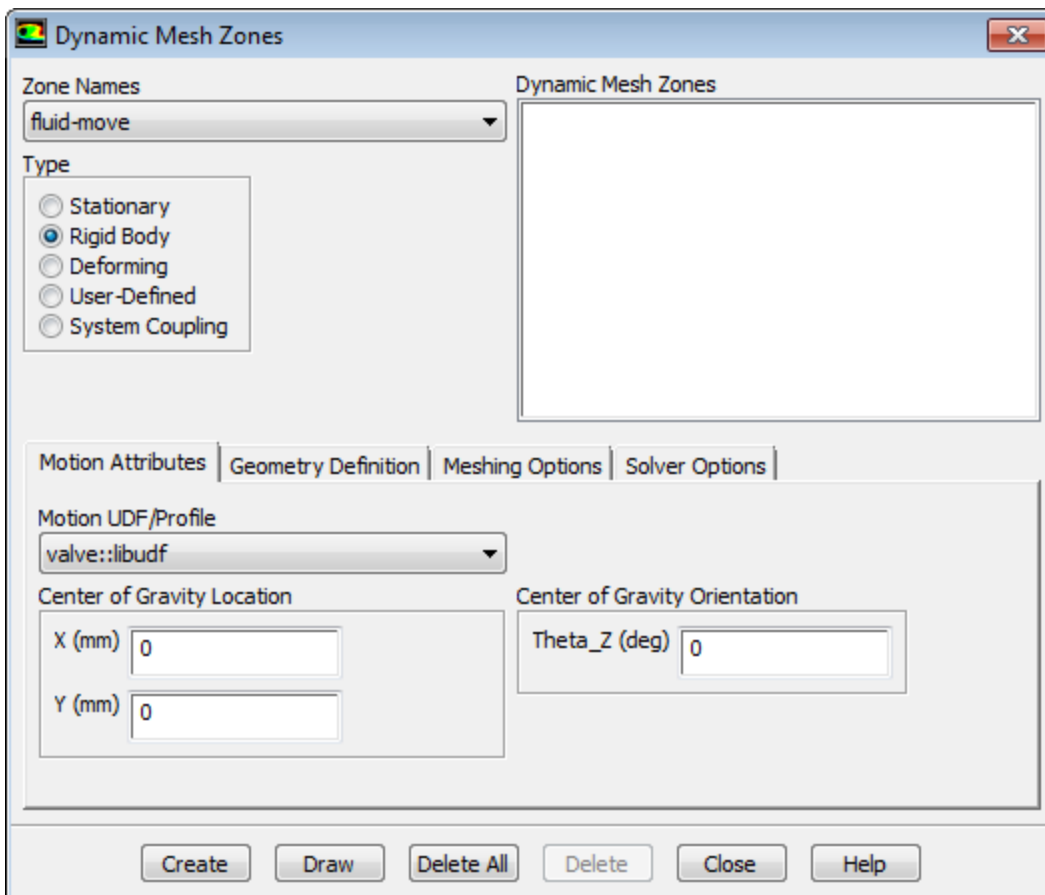 Dynamic Mesh Zones
Zone Names
fluid-move
Type
Stationary
Rigid Body
Deforming
User-Defined
System Coupling
Dynamic Mesh Zones
Motion Attributes Geometry Definition Meshing Options Solver Options
Motion UDF/Profile
valve::libudf
Center of Gravity Location
X (mm) 0
Y (mm) 0
Center of Gravity Orientation
Theta_Z (deg) 0
Create Draw Delete All Delete Close Help